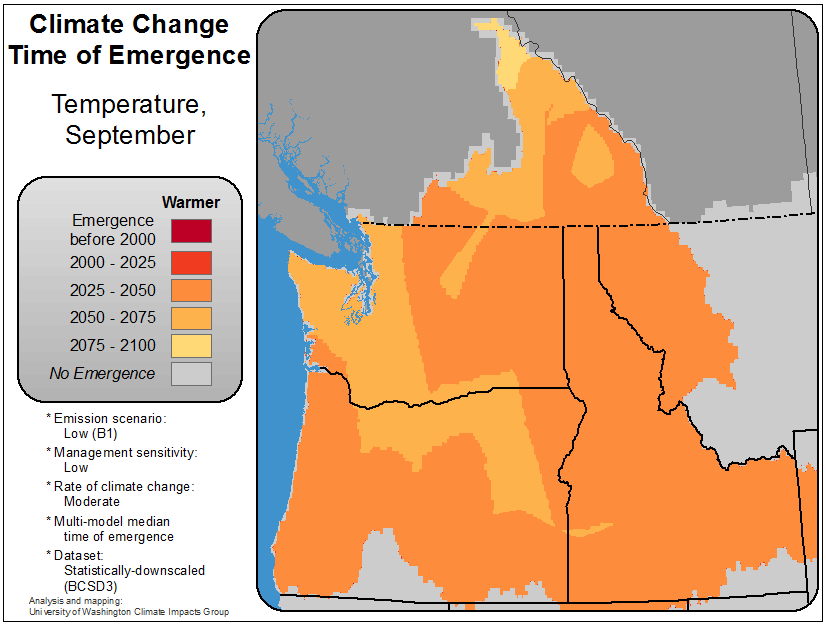 Climate Change
Time of Emergence
Temperature,
September
Warmer
Emergence
before 2000
2000 - 2025
2025 - 2050
2050 - 2075
2075 - 2100
No Emergence
* Emission scenario:
Low (B1)
* Management sensitivity:
Low
* Rate of climate change:
Moderate
* Multi-model median
time of emergence
* Dataset:
Statistically-downscaled
(BCSD3)
Analysis and mapping:
University of Washington Climate Impacts Group